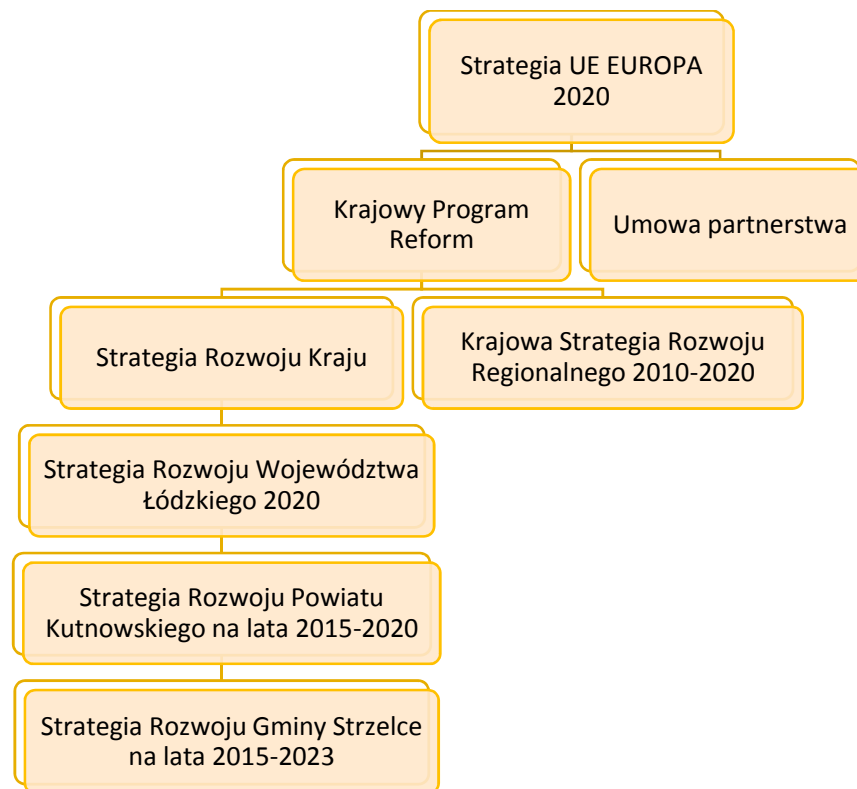 Strategia UE EUROPA
2020
Krajowy Program
Reform
Umowa partnerstwa
Strategia Rozwoju Kraju
Krajowa Strategia Rozwoju
Regionalnego 2010-2020
Strategia Rozwoju Województwa
Łódzkiego 2020
Strategia Rozwoju Powiatu
Kutnowskiego na lata 2015-2020
Strategia Rozwoju Gminy Strzelce
na lata 2015-2023